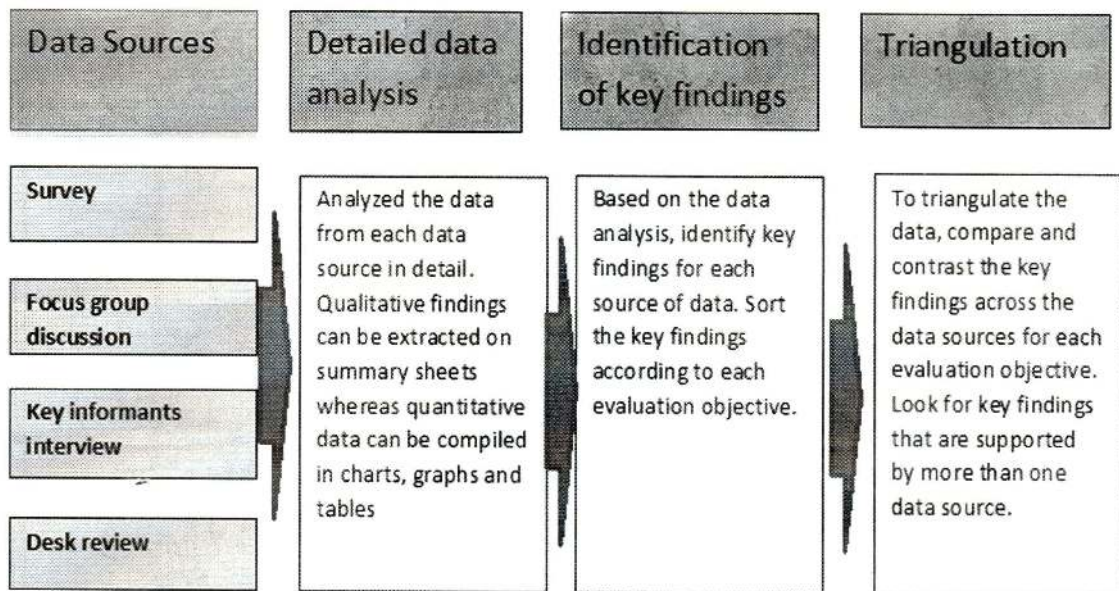 Data Sources
Detailed data
analysis
Identification
of key findings
Triangulation
Survey
Focus group
discussion
Key informants
interview
Desk review
Analyzed the data
from each data
source in detail.
Qualitative findings
can be extracted on
summary sheets
whereas quantitative
data can be compiled
in charts, graphs and
tables
Based on the data
analysis, identify key
findings for each
source of data. Sort
the key findings
according to each
evaluation objective.
To triangulate the
data, compare and
contrast the key
findings across the
data sources for each
evaluation objective.
Look for key findings
that are supported
by more than one
data source.